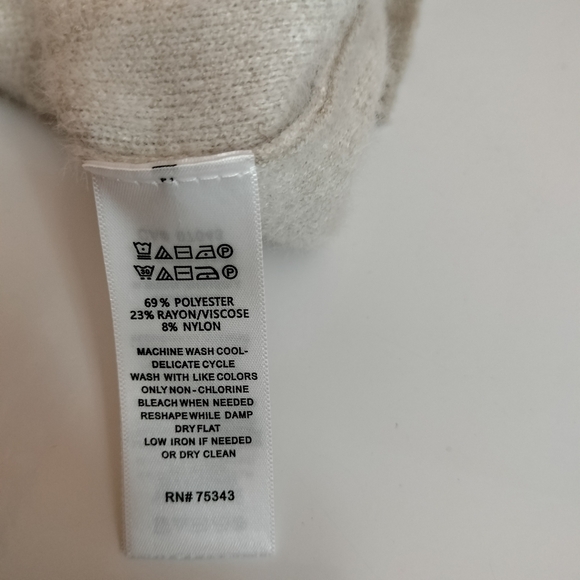 69% POLYESTER
23% RAYON/VISCOSE
8% NYLON
MACHINE WASH COOL-
DELICATE CYCLE
WASH WITH LIKE COLORS
ONLY NON-CHLORINE
BLEACH WHEN NEEDED
RESHAPE WHILE DAMP
DRY FLAT
LOW IRON IF NEEDED
OR DRY CLEAN
RN# 75343